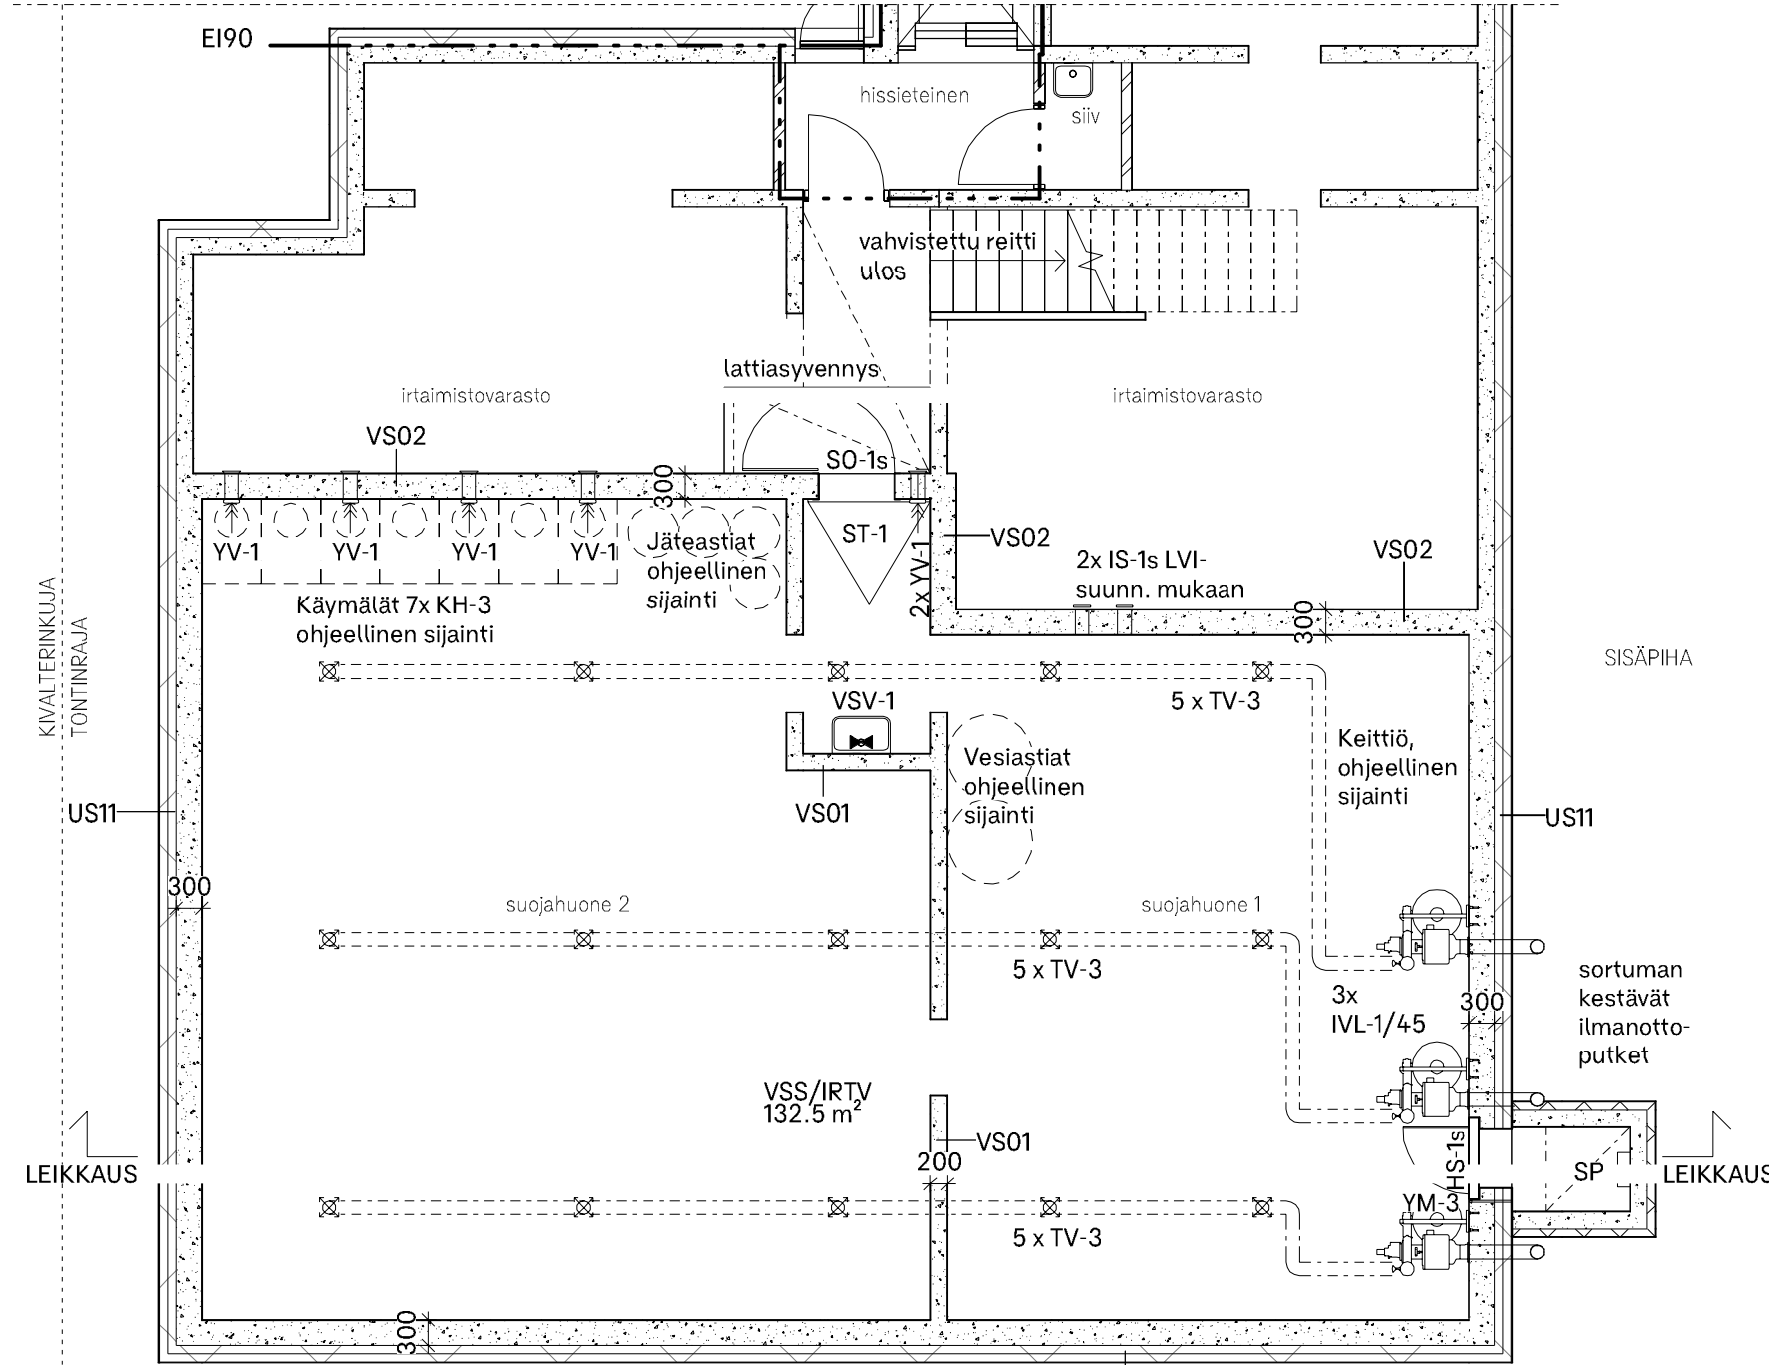 EI90
hissieteinen
siiv
vahvistettu reitti
ulos
lattiasyvennys
irtaimistovarasto
irtaimistovarasto
VS02
SO-1s
300
ST-1
YV-1
YV-1
YV-1
YV-1
Jäteastiat
ohjeellinen
sijainti
2x YV-1
VS02
2x IS-1s LVI-
suunn. mukaan
VS02
300
Käymälät 7x KH-3
ohjeellinen sijainti
KIVALTERINKUJA
TONTINRAJA
SISÄPIHA
VSV-1
5 x TV-3
Keittiö,
ohjeellinen
sijainti
Vesiastiat
ohjeellinen
sijainti
US11
VS01
US11
300
suojahuone 2
suojahuone 1
5 x TV-3
3x
IVL-1/45
300
sortuman
kestävät
ilmanotto-
putket
VSS/IRTV
132.5 m²
VS01
200
HS-1s
SP
LEIKKAUS
LEIKKAUS
YM-3
5 x TV-3
300